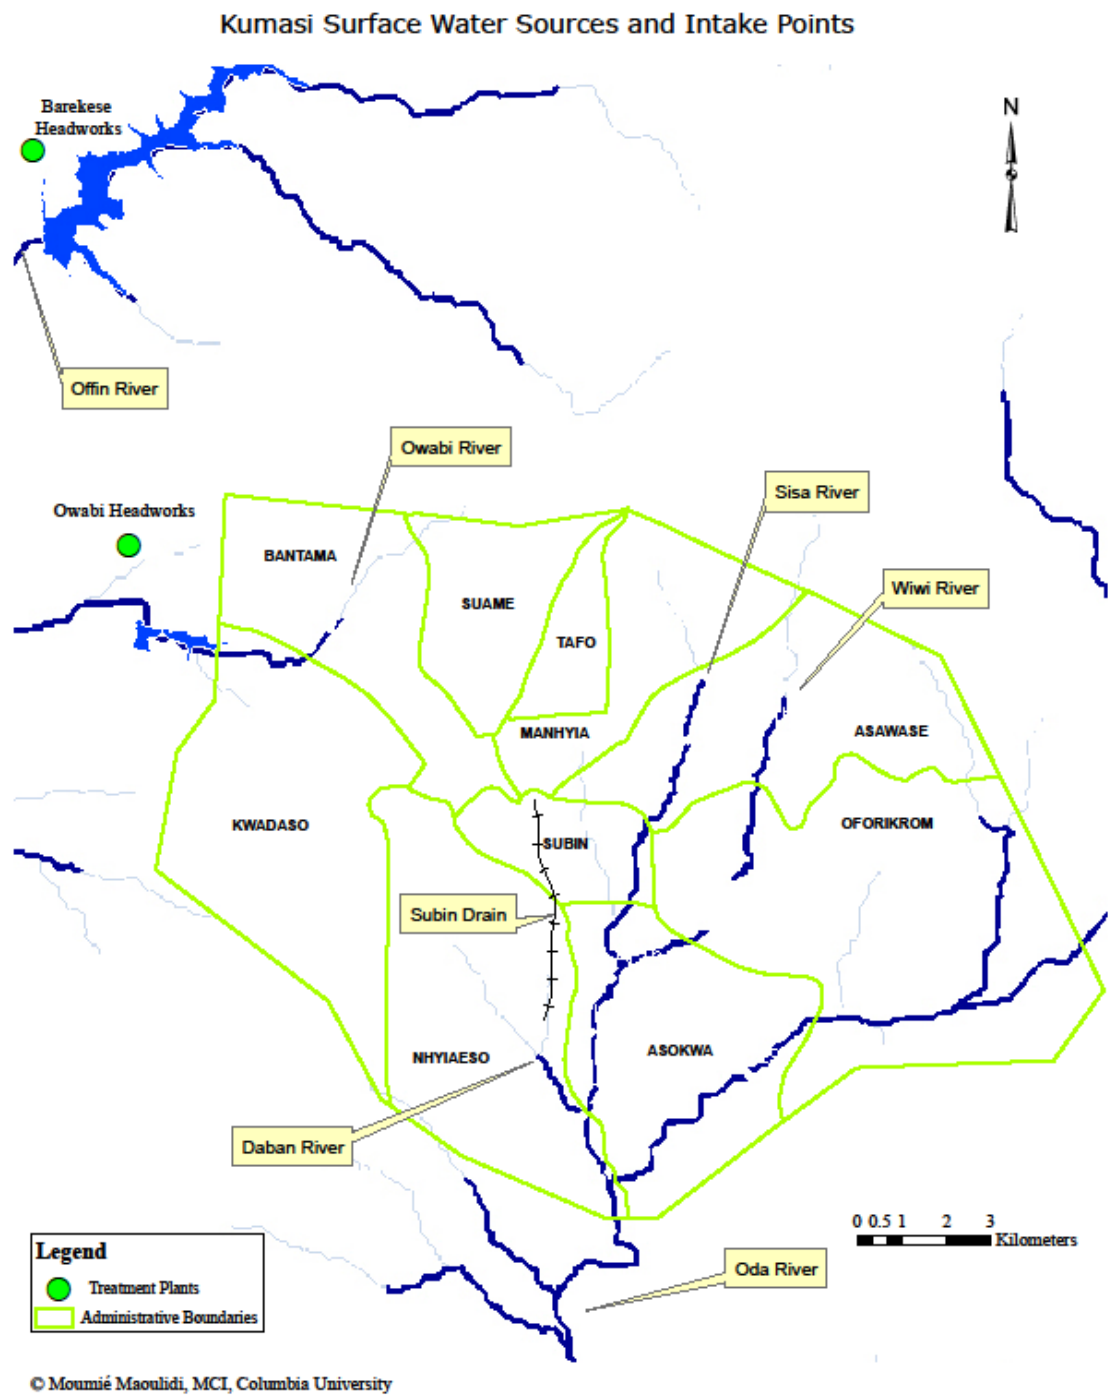 Kumasi Surface Water Sources and Intake Points
Barekese
Headworks
N
Offin River
Owabi River
Sisa River
Owabi Headworks
BANTAMA
Wiwi River
SUAME
TAFO
MANHYIA
ASAWASE
KWADASO
SUBIN
OFORIKROM
Subin Drain
NHYIAESO
ASOKWA
Daban River
0 0.5 1 2 3
Kilometers
Legend
Treatment Plants
Administrative Boundaries
Oda River
© Moumié Maoulidi, MCI, Columbia University